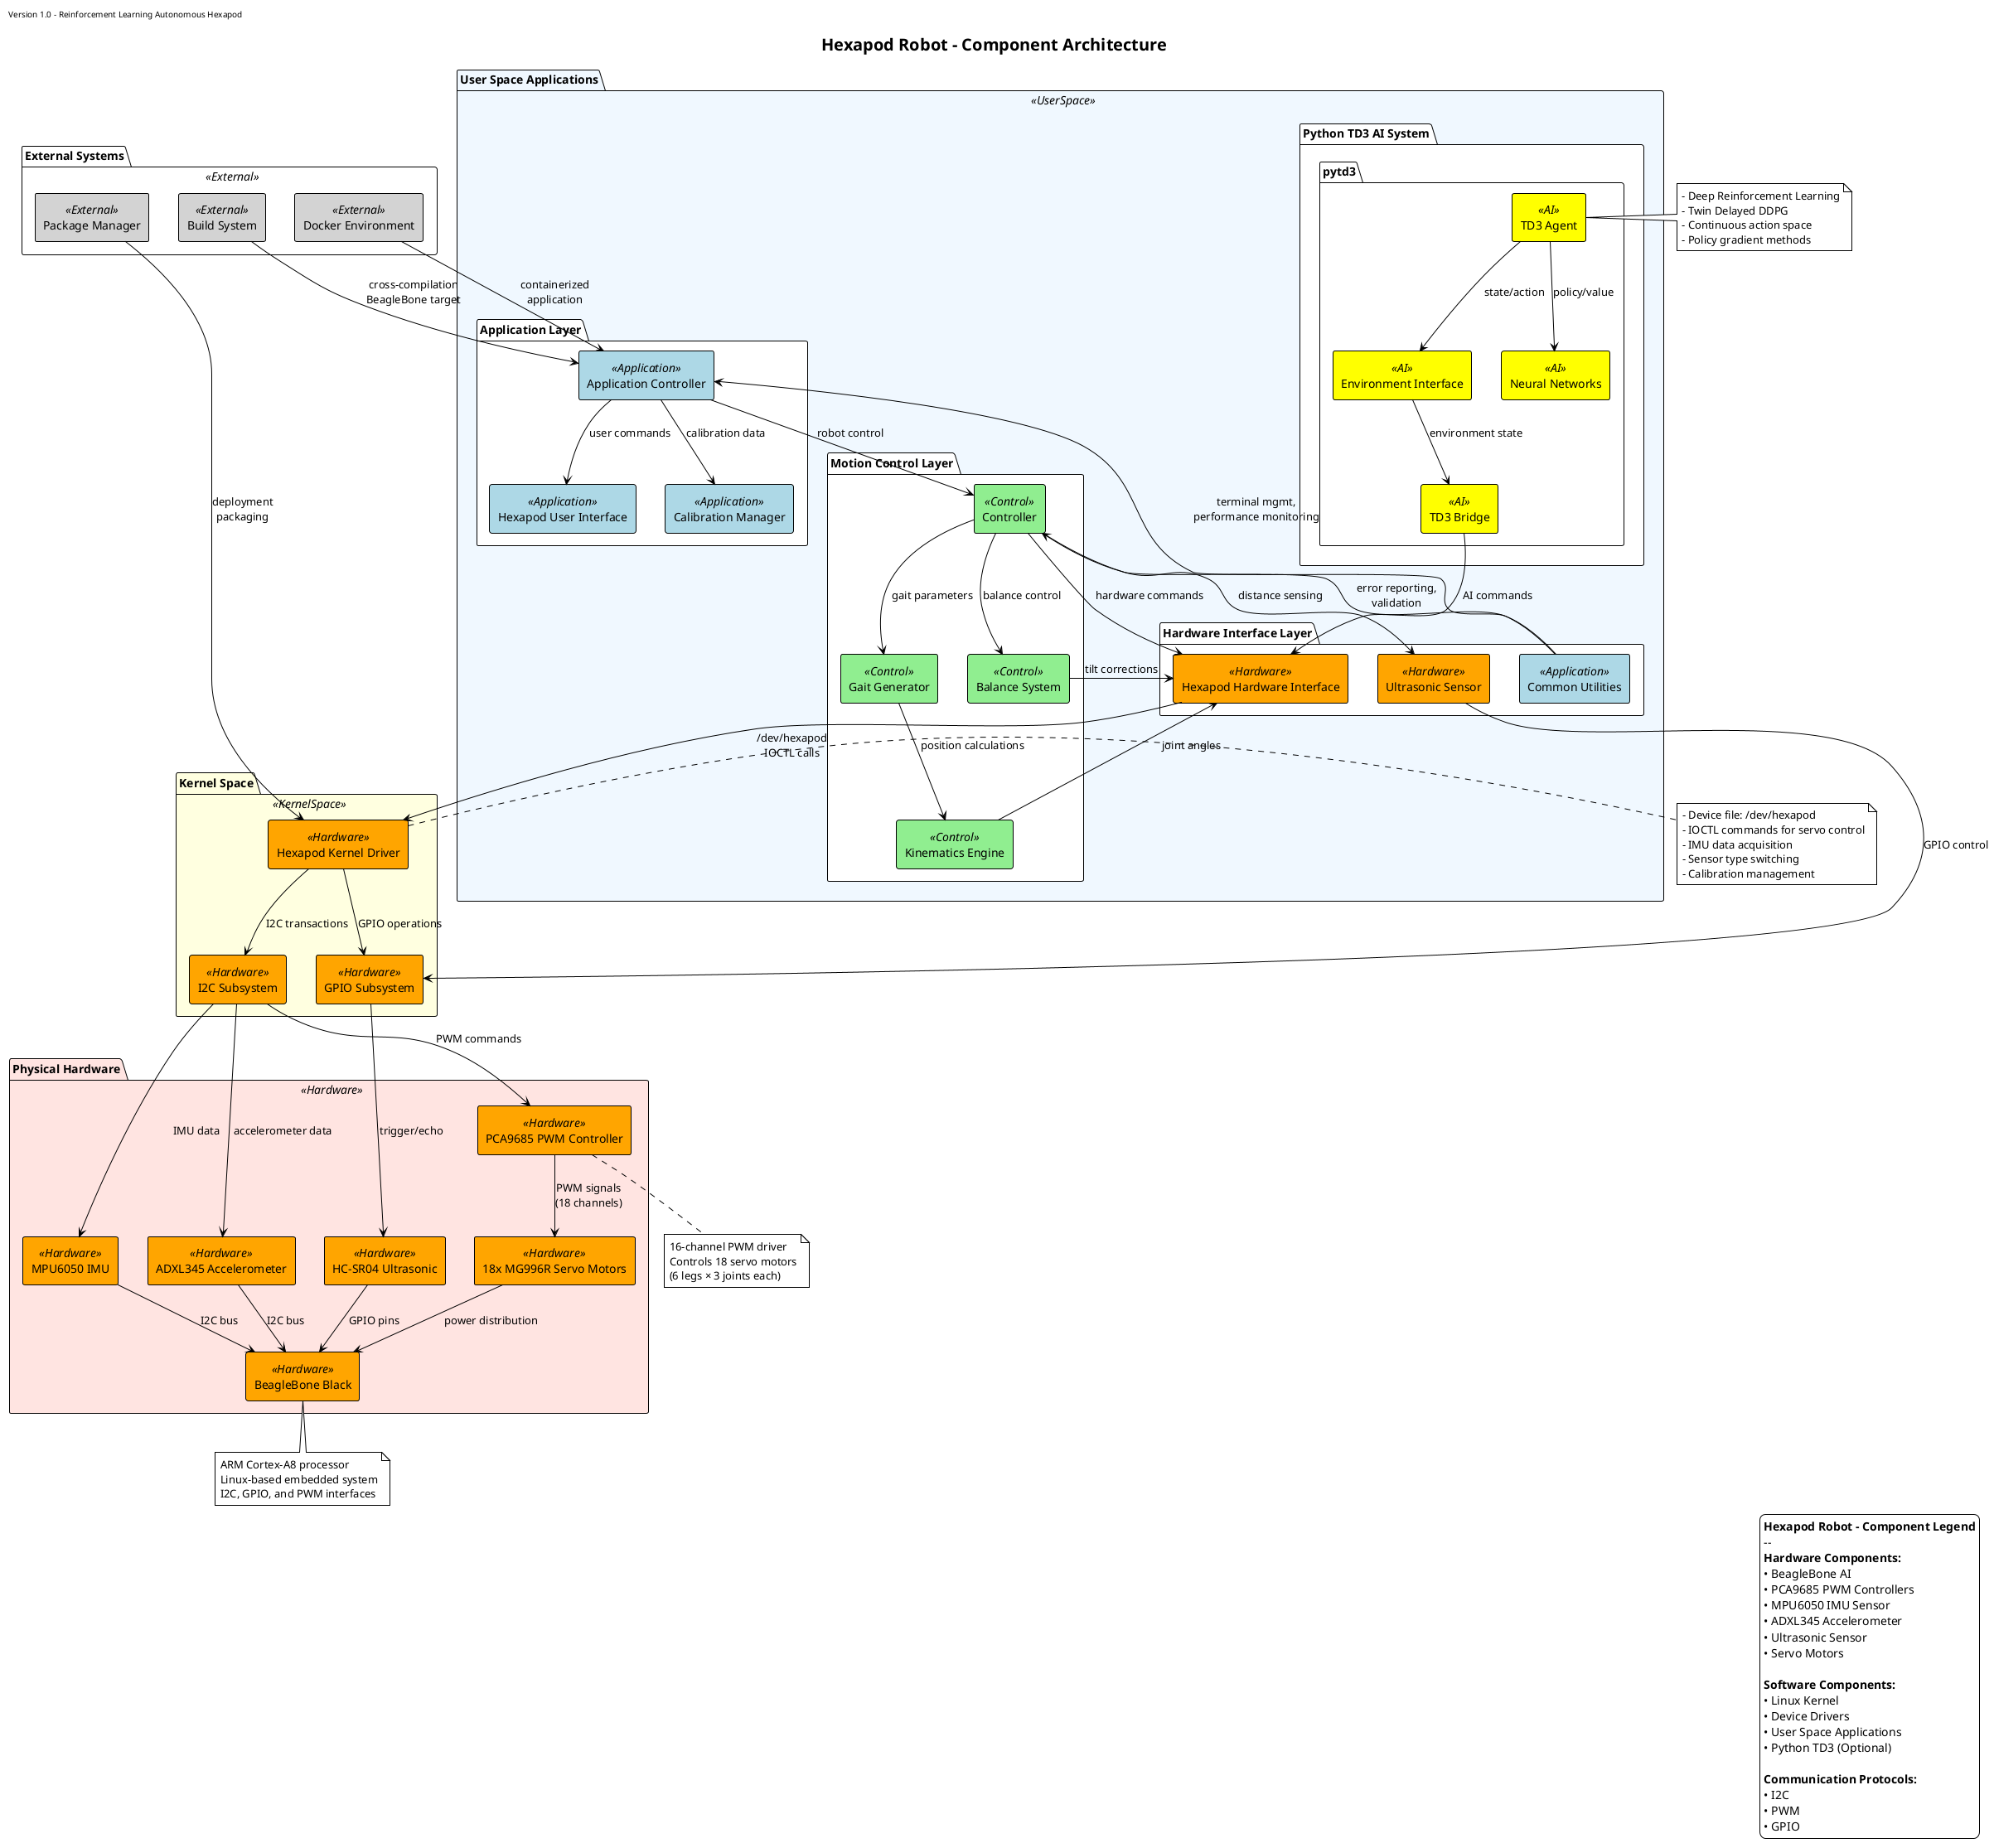 Version 1.0 - Reinforcement Learning Autonomous Hexapod
Hexapod Robot - Component Architecture
User Space Applications
«UserSpace»
External Systems
«External»
«External»
Package Manager
«External»
Build System
«External»
Docker Environment
Python TD3 AI System
pytd3
«AI»
TD3 Agent
- Deep Reinforcement Learning
- Twin Delayed DDPG
- Continuous action space
- Policy gradient methods
cross-compilation
BeagleBone target
containerized
application
state/action
policy/value
Application Layer
«Application»
Application Controller
«AI»
Environment Interface
«AI»
Neural Networks
user commands
calibration data
robot control
environment state
Motion Control Layer
«Application»
Hexapod User Interface
«Application»
Calibration Manager
«Control»
Controller
«AI»
TD3 Bridge
deployment
packaging
terminal mgmt,
performance monitoring
gait parameters
balance control
hardware commands
distance sensing
error reporting,
validation
AI commands
Hardware Interface Layer
«Control»
Gait Generator
«Control»
Balance System
tilt corrections
«Hardware»
Hexapod Hardware Interface
«Hardware»
Ultrasonic Sensor
«Application»
Common Utilities
/dev/hexapod
IOCTL calls
position calculations
joint angles
Kernel Space
«KernelSpace»
«Hardware»
Hexapod Kernel Driver
«Control»
Kinematics Engine
- Device file: /dev/hexapod
- IOCTL commands for servo control
- IMU data acquisition
- Sensor type switching
- Calibration management
GPIO control
I2C transactions
GPIO operations
«Hardware»
I2C Subsystem
«Hardware»
GPIO Subsystem
PWM commands
Physical Hardware
«Hardware»
«Hardware»
PCA9685 PWM Controller
IMU data
accelerometer data
trigger/echo
PWM signals
(18 channels)
«Hardware»
MPU6050 IMU
«Hardware»
ADXL345 Accelerometer
«Hardware»
HC-SR04 Ultrasonic
«Hardware»
18x MG996R Servo Motors
16-channel PWM driver
Controls 18 servo motors
(6 legs × 3 joints each)
I2C bus
I2C bus
GPIO pins
power distribution
«Hardware»
BeagleBone Black
ARM Cortex-A8 processor
Linux-based embedded system
I2C, GPIO, and PWM interfaces
Hexapod Robot - Component Legend
--
Hardware Components:
• BeagleBone AI
• PCA9685 PWM Controllers
• MPU6050 IMU Sensor
• ADXL345 Accelerometer
• Ultrasonic Sensor
• Servo Motors
Software Components:
• Linux Kernel
• Device Drivers
• User Space Applications
• Python TD3 (Optional)
Communication Protocols:
• I2C
• PWM
• GPIO